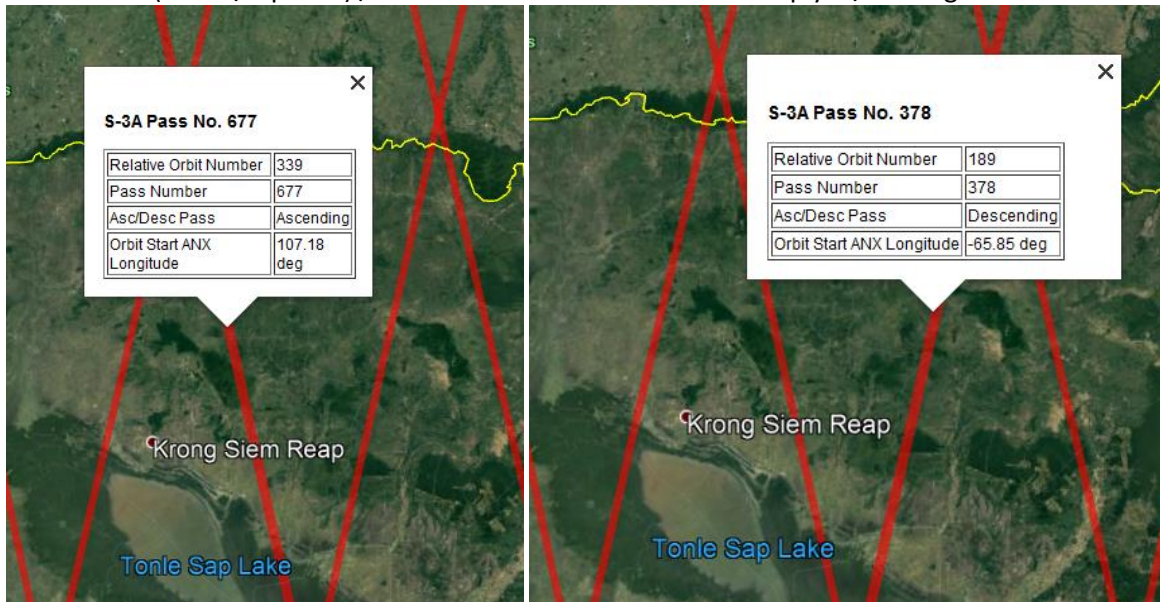 S-3A Pass No. 677
Relative Orbit Number 339
Pass Number 677
Asc/Desc Pass Ascending
Orbit Start ANX Longitude 107.18 deg
Krong Siem Reap
Tonle Sap Lake
S-3A Pass No. 378
Relative Orbit Number 189
Pass Number 378
Asc/Desc Pass Descending
Orbit Start ANX Longitude -65.85 deg
Krong Siem Reap
Tonle Sap Lake